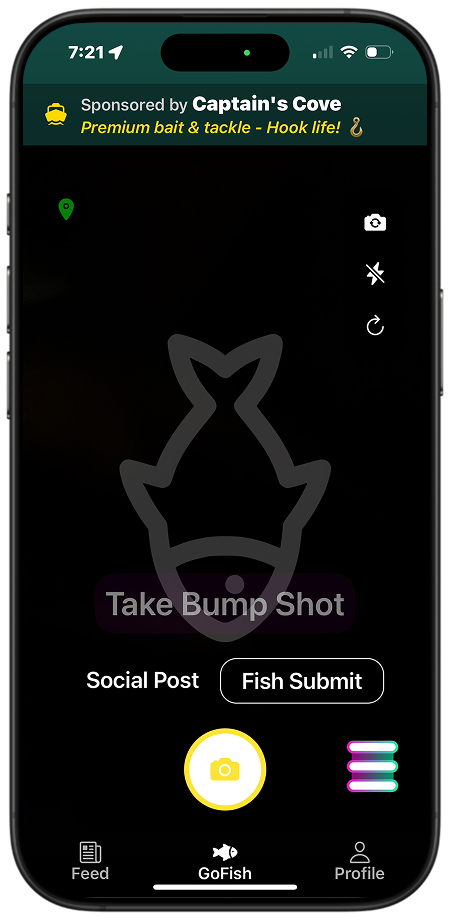 7:21
Sponsored by Captain's Cove
Premium bait & tackle - Hook life! 🪝
Take Bump Shot
Social Post
Fish Submit
Feed
GoFish
Profile